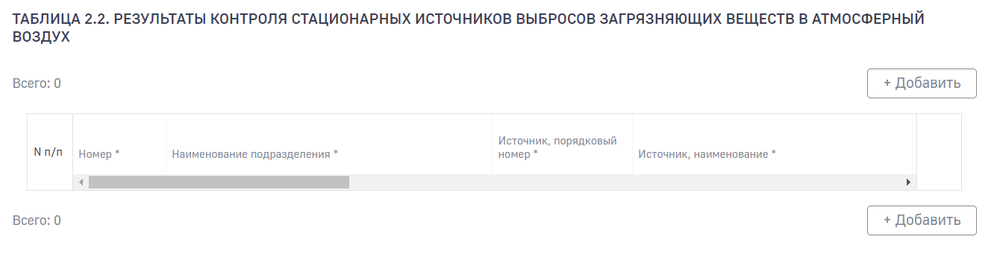 ТАБЛИЦА 2.2. РЕЗУЛЬТАТЫ КОНТРОЛЯ СТАЦИОНАРНЫХ ИСТОЧНИКОВ ВЫБРОСОВ ЗАГРЯЗНЯЮЩИХ ВЕЩЕСТВ В АТМОСФЕРНЫЙ
ВОЗДУХ
Всего: 0
+ Добавить
N п/п
Номер *
Наименование подразделения *
Источник, порядковый
номер *
Источник, наименование *
Всего: 0
+ Добавить